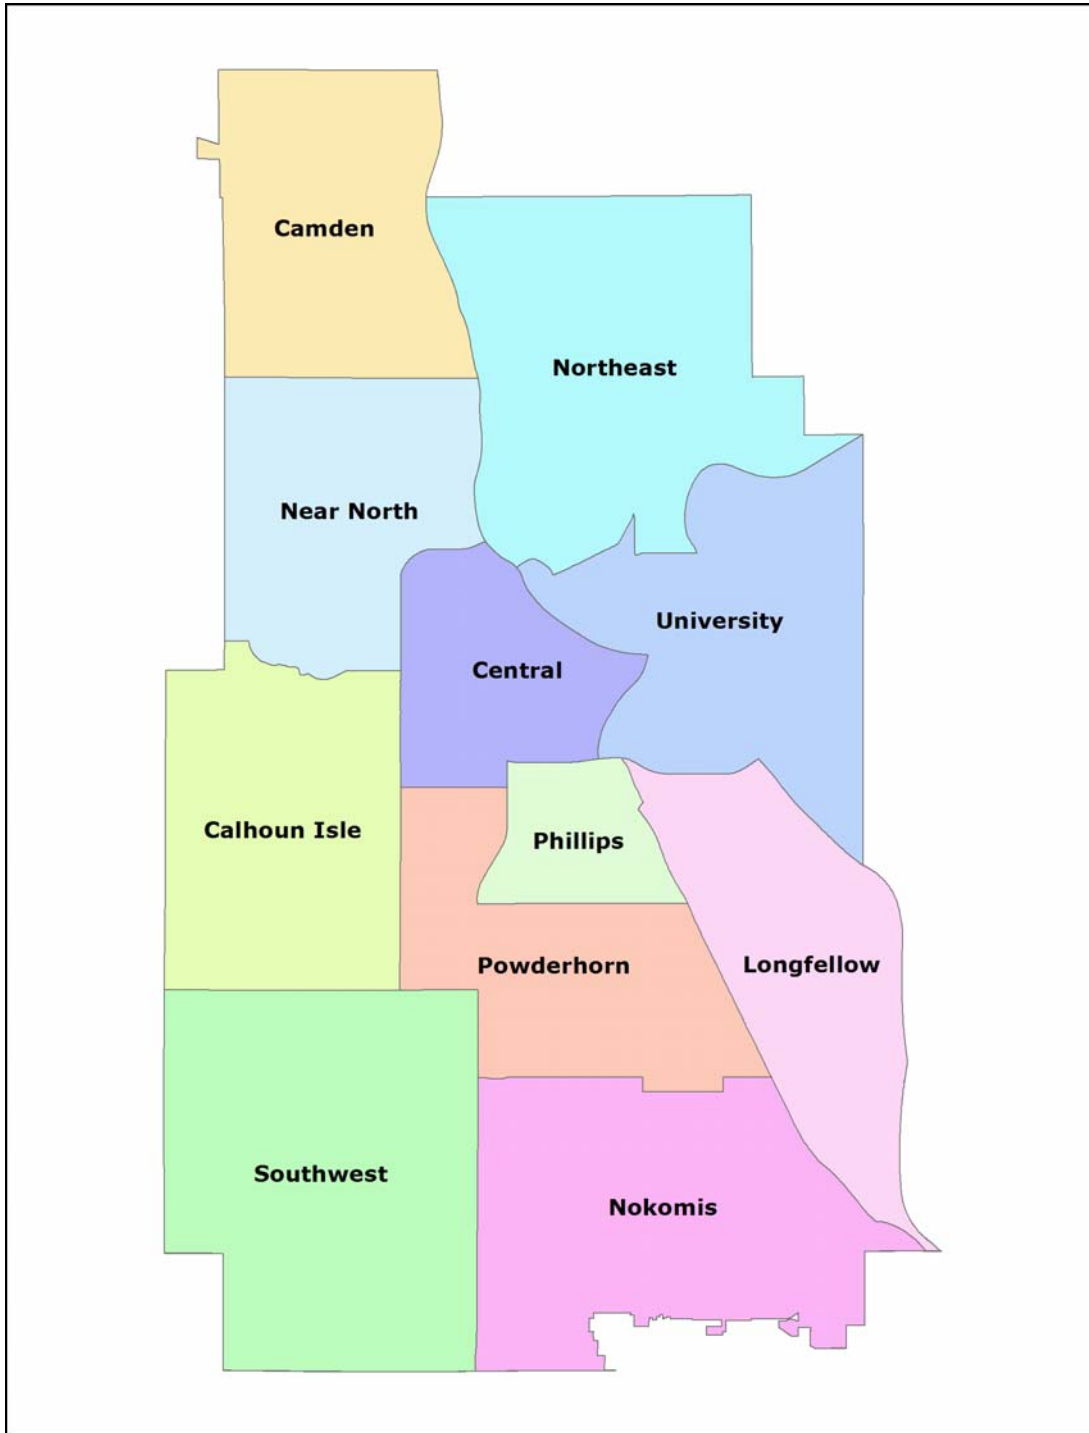 Camden
Northeast
Near North
University
Central
Calhoun Isle
Phillips
Powderhorn
Longfellow
Southwest
Nokomis